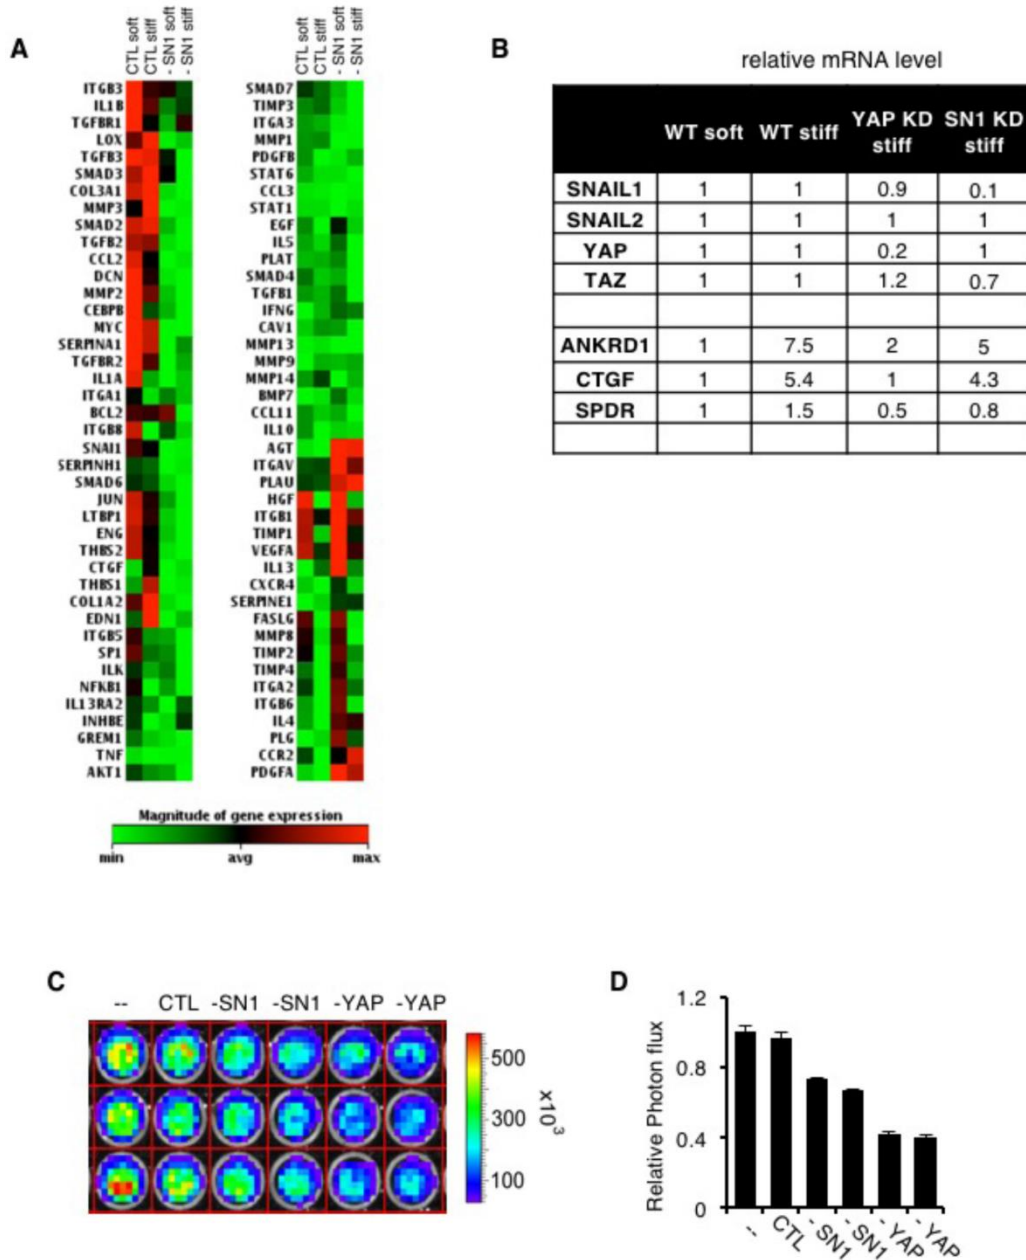 A
CTL soft
CTL stiff
- SN1 soft
- SN1 stiff
ITGB3
IL1B
TGFBR1
LOX
TGFB3
SMAD3
COL3A1
MMP3
SMAD2
TGFB2
CCL2
DCN
MMP2
CEBPB
MYC
SERPINA1
TGFBR2
IL1A
ITGA1
BCL2
ITGB8
SNAI1
SERPINH1
SMAD6
JUN
LTBP1
ENG
THBS2
CTGF
THBS1
COL1A2
EDN1
ITGB5
SP1
ILK
NFKB1
IL13RA2
INHBE
GREM1
TNF
AKT1
CTL soft
CTL stiff
- SN1 soft
- SN1 stiff
SMAD7
TIMP3
ITGA3
MMP1
PDGFB
STAT6
CCL3
STAT1
EGF
IL5
PLAT
SMAD4
TGFB1
IFNG
CAV1
MMP13
MMP9
MMP14
BMP7
CCL11
IL10
AGT
ITGAV
PLAU
HGF
ITGB1
TIMP1
VEGFA
IL13
CXCR4
SERPINE1
FASLG
MMP8
TIMP2
TIMP4
ITGA2
ITGB6
IL4
PLG
CCR2
PDGFA
Magnitude of gene expression
min avg max
B
relative mRNA level
WT soft WT stiff YAP KD stiff SN1 KD stiff
SNAIL1 1 1 0.9 0.1
SNAIL2 1 1 1 1
YAP 1 1 0.2 1
TAZ 1 1 1.2 0.7
ANKRD1 1 7.5 2 5
CTGF 1 5.4 1 4.3
SPDR 1 1.5 0.5 0.8
C
-- CTL -SN1 -SN1 -YAP -YAP
500
300
100
x10³
D
Relative Photon flux
1.2
0.8
0.4
0
-- CTL - SN1 - SN1 - YAP - YAP